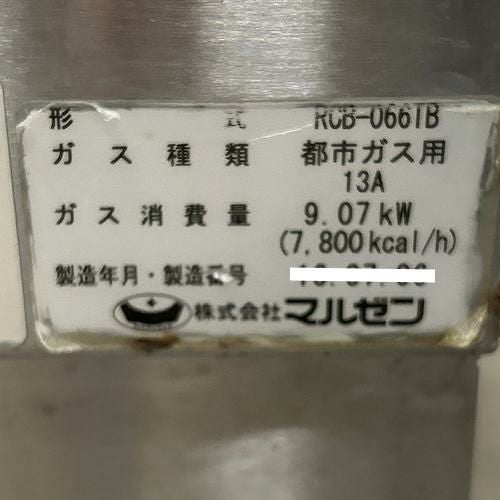 形式 RCB-066TB
ガス種類 都市ガス用
13A
ガス消費量 9.07kW
(7,800kcal/h)
製造年月・製造番号
株式会社マルゼン